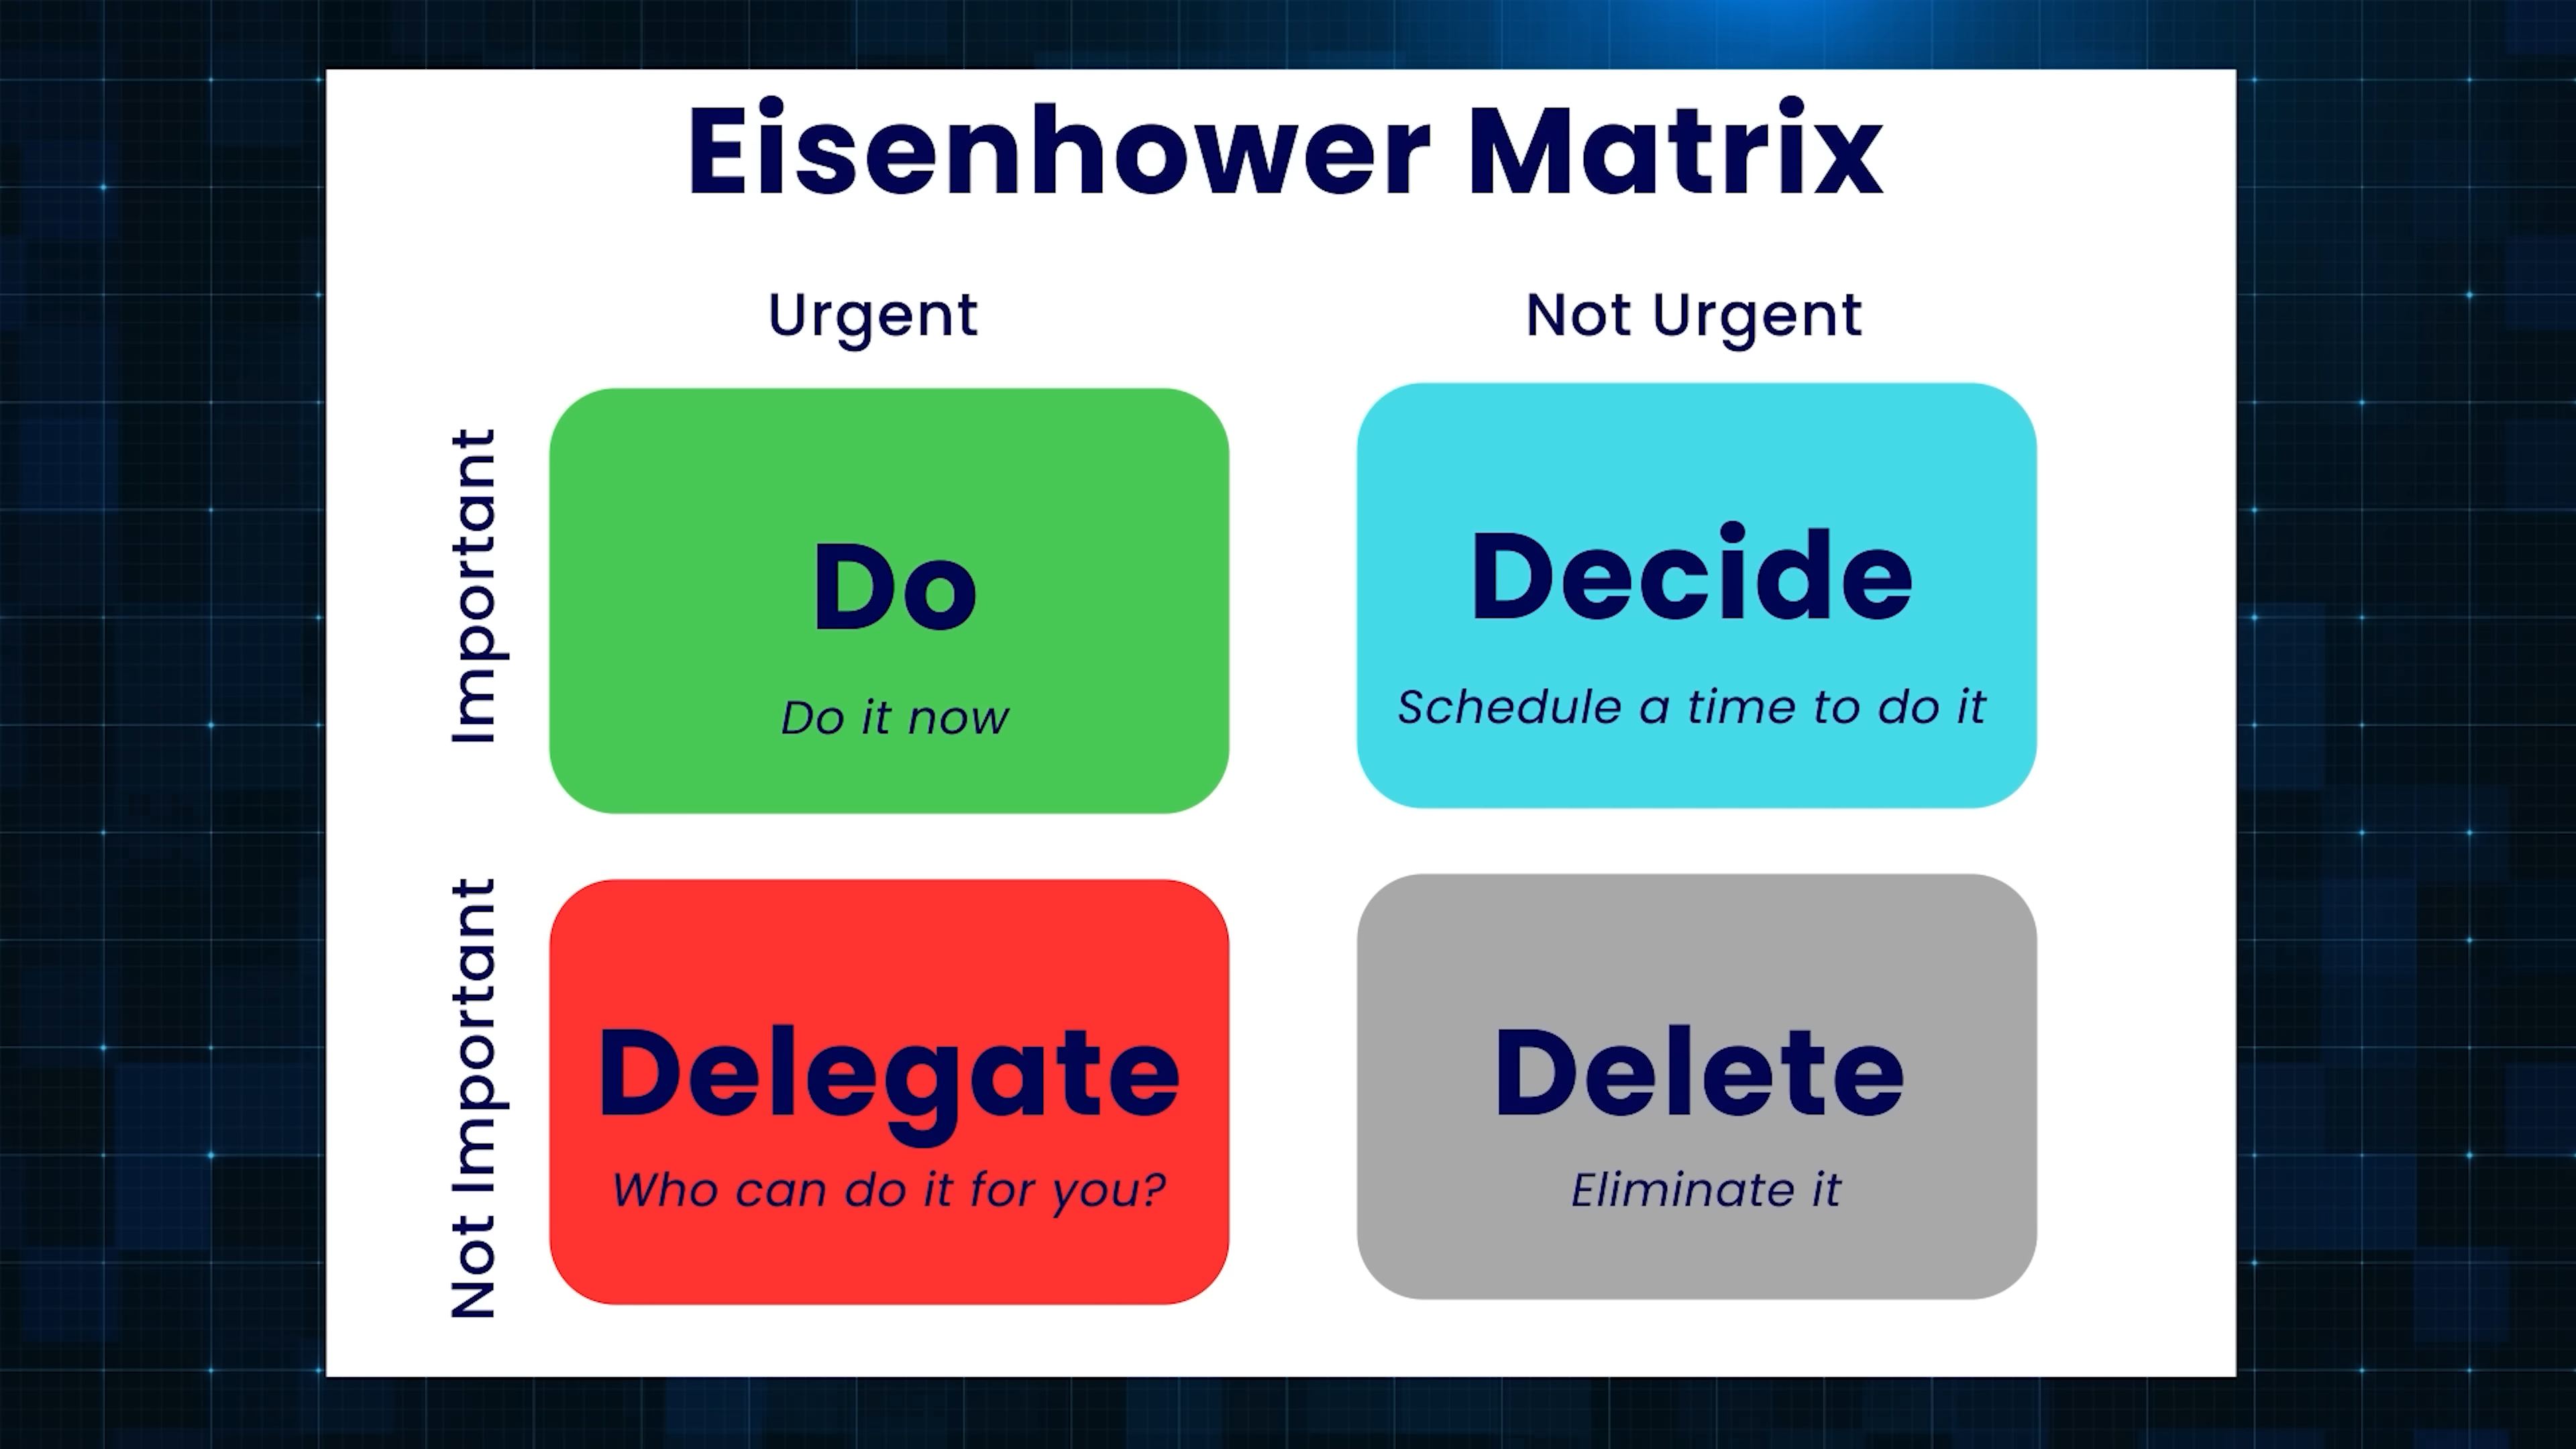 Eisenhower Matrix
Urgent
Not Urgent
Important
Do
Do it now
Decide
Schedule a time to do it
Not Important
Delegate
Who can do it for you?
Delete
Eliminate it